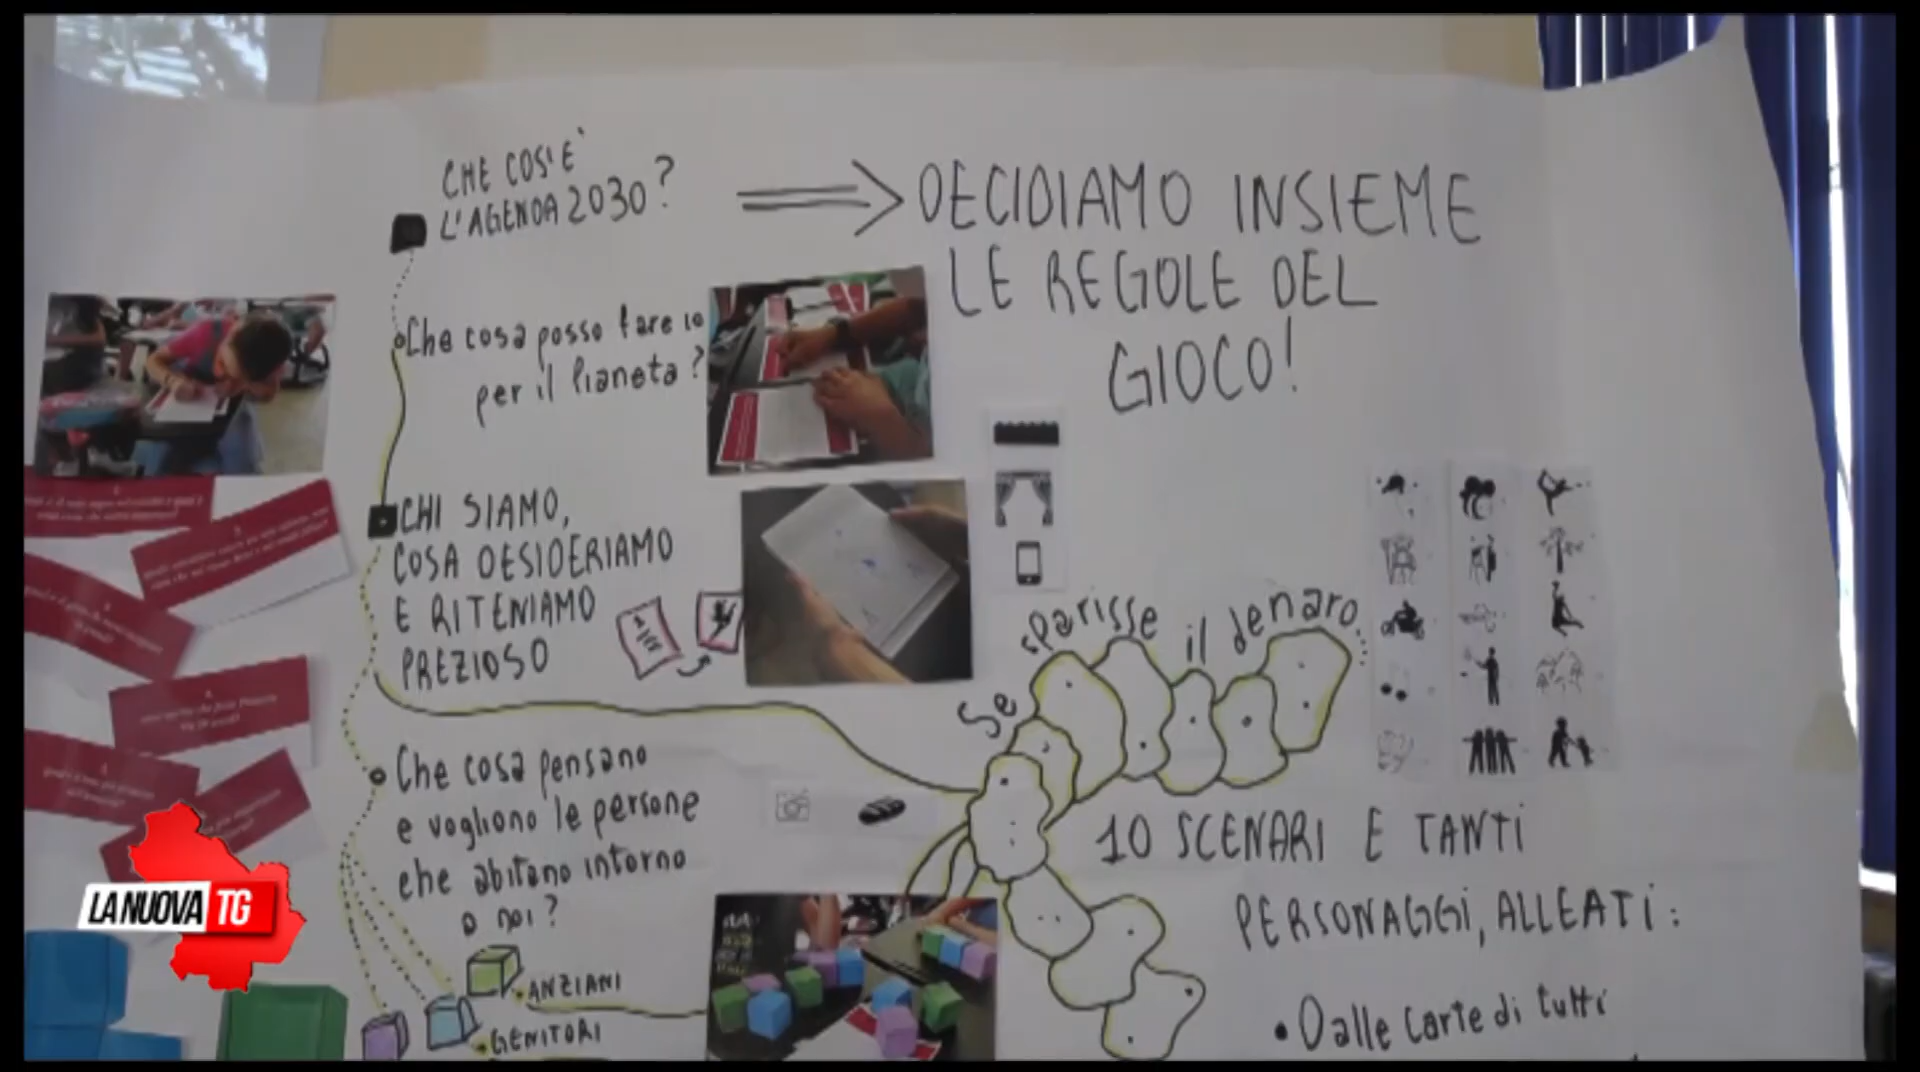 CHE COS'È
L'AGENDA 2030?
DECIDIAMO INSIEME
LE REGOLE DEL
GIOCO!
Che cosa posso fare io
per il Pianeta?
CHI SIAMO,
COSA DESIDERIAMO
E RITENIAMO
PREZIOSO
Se sparisse il denaro...
Che cosa pensano
e vogliono le persone
che abitano intorno
a noi?
10 SCENARI E TANTI
PERSONAGGI, ALLEATI:
• Dalle carte di tutti
ANZIANI
GENITORI
LA NUOVA TG